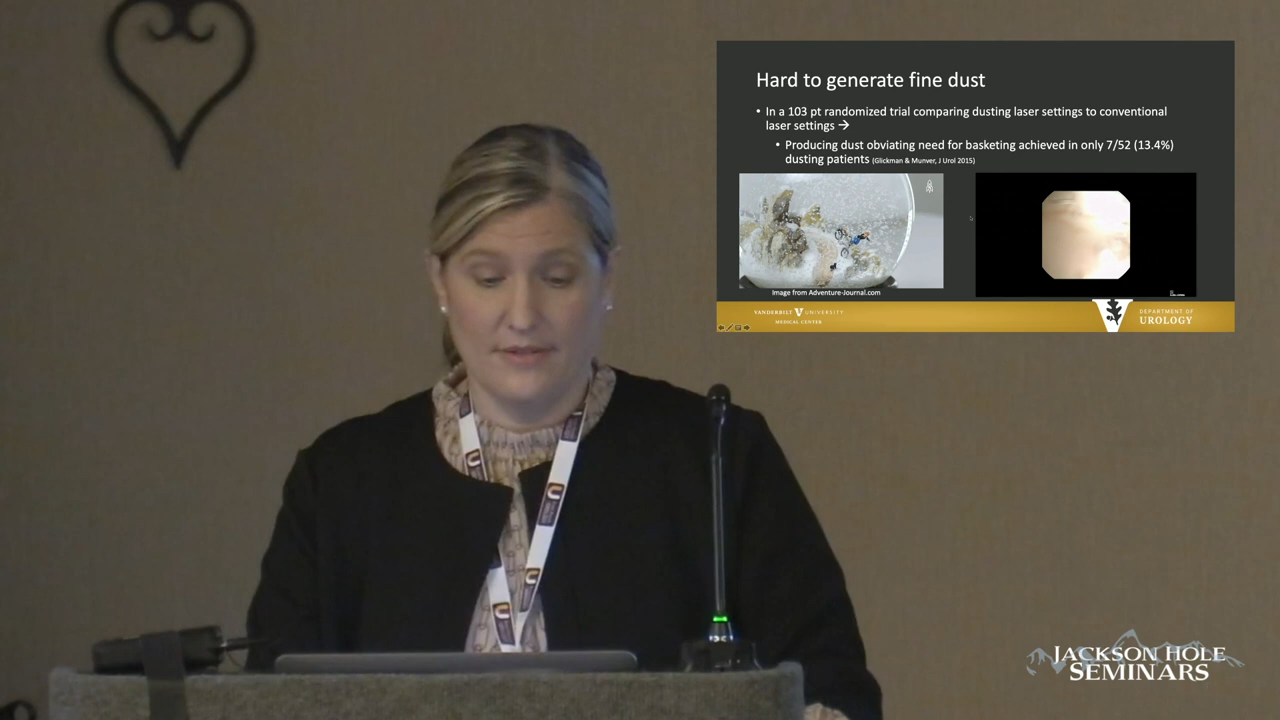 Hard to generate fine dust
• In a 103 pt randomized trial comparing dusting laser settings to conventional
laser settings →
• Producing dust obviating need for basketing achieved in only 7/52 (13.4%)
dusting patients (Glickman & Munver, J Urol 2015)
Image from Adventure-Journal.com
VANDERBILT V UNIVERSITY
MEDICAL CENTER
DEPARTMENT OF
UROLOGY
JACKSON HOLE
SEMINARS